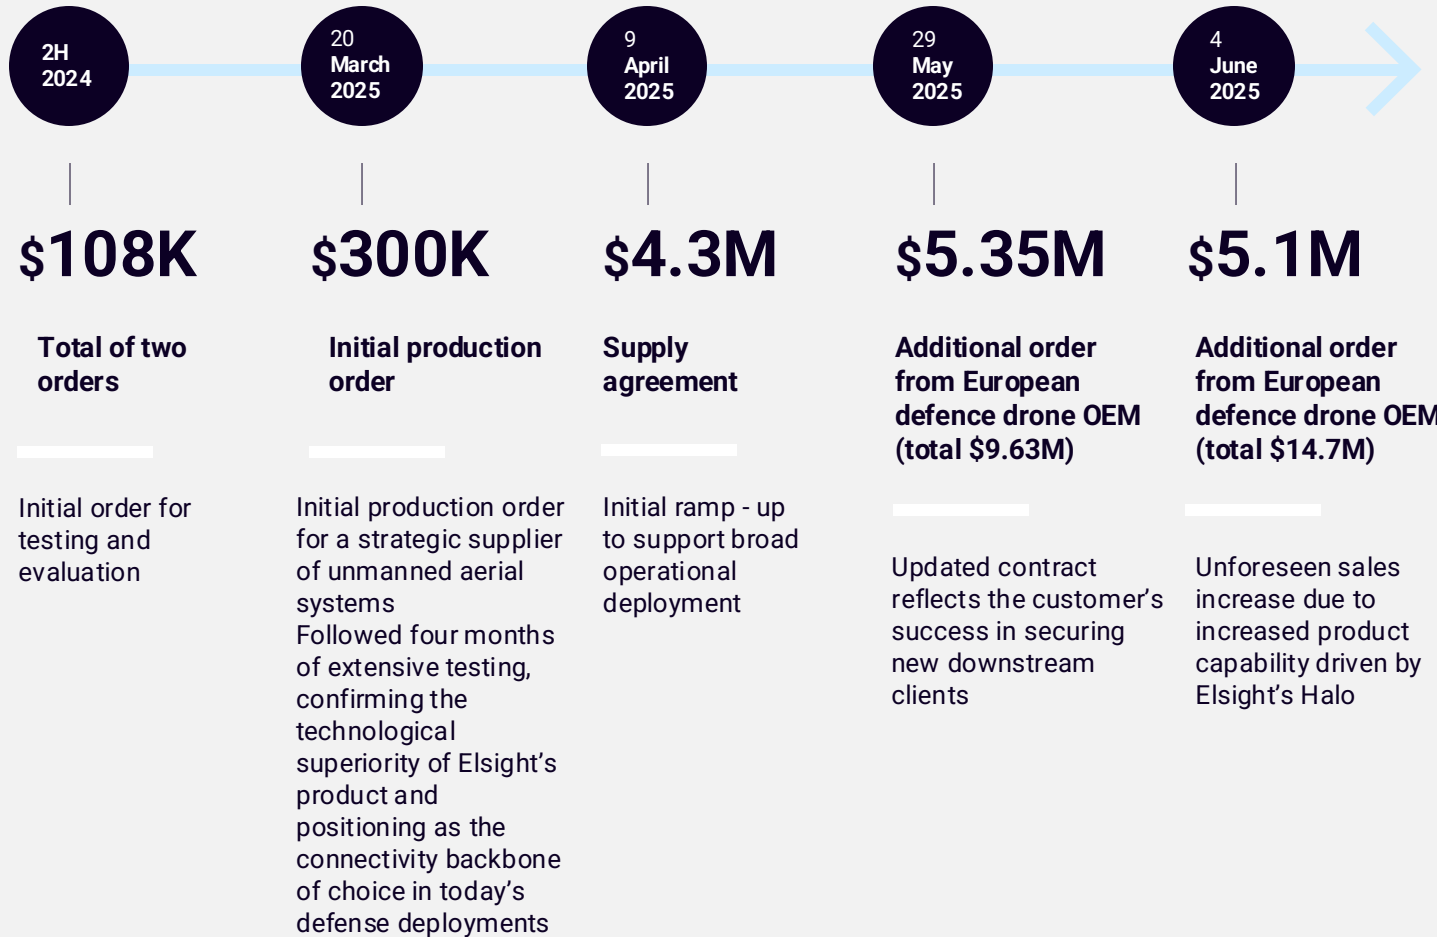 2H
2024
$108K
Total of two
orders
Initial order for
testing and
evaluation
20
March
2025
$300K
Initial production
order
Initial production order
for a strategic supplier
of unmanned aerial
systems
Followed four months
of extensive testing,
confirming the
technological
superiority of Elsight’s
product and
positioning as the
connectivity backbone
of choice in today’s
defense deployments
9
April
2025
$4.3M
Supply
agreement
Initial ramp - up
to support broad
operational
deployment
29
May
2025
$5.35M
Additional order
from European
defence drone OEM
(total $9.63M)
Updated contract
reflects the customer’s
success in securing
new downstream
clients
4
June
2025
$5.1M
Additional order
from European
defence drone OEM
(total $14.7M)
Unforeseen sales
increase due to
increased product
capability driven by
Elsight’s Halo